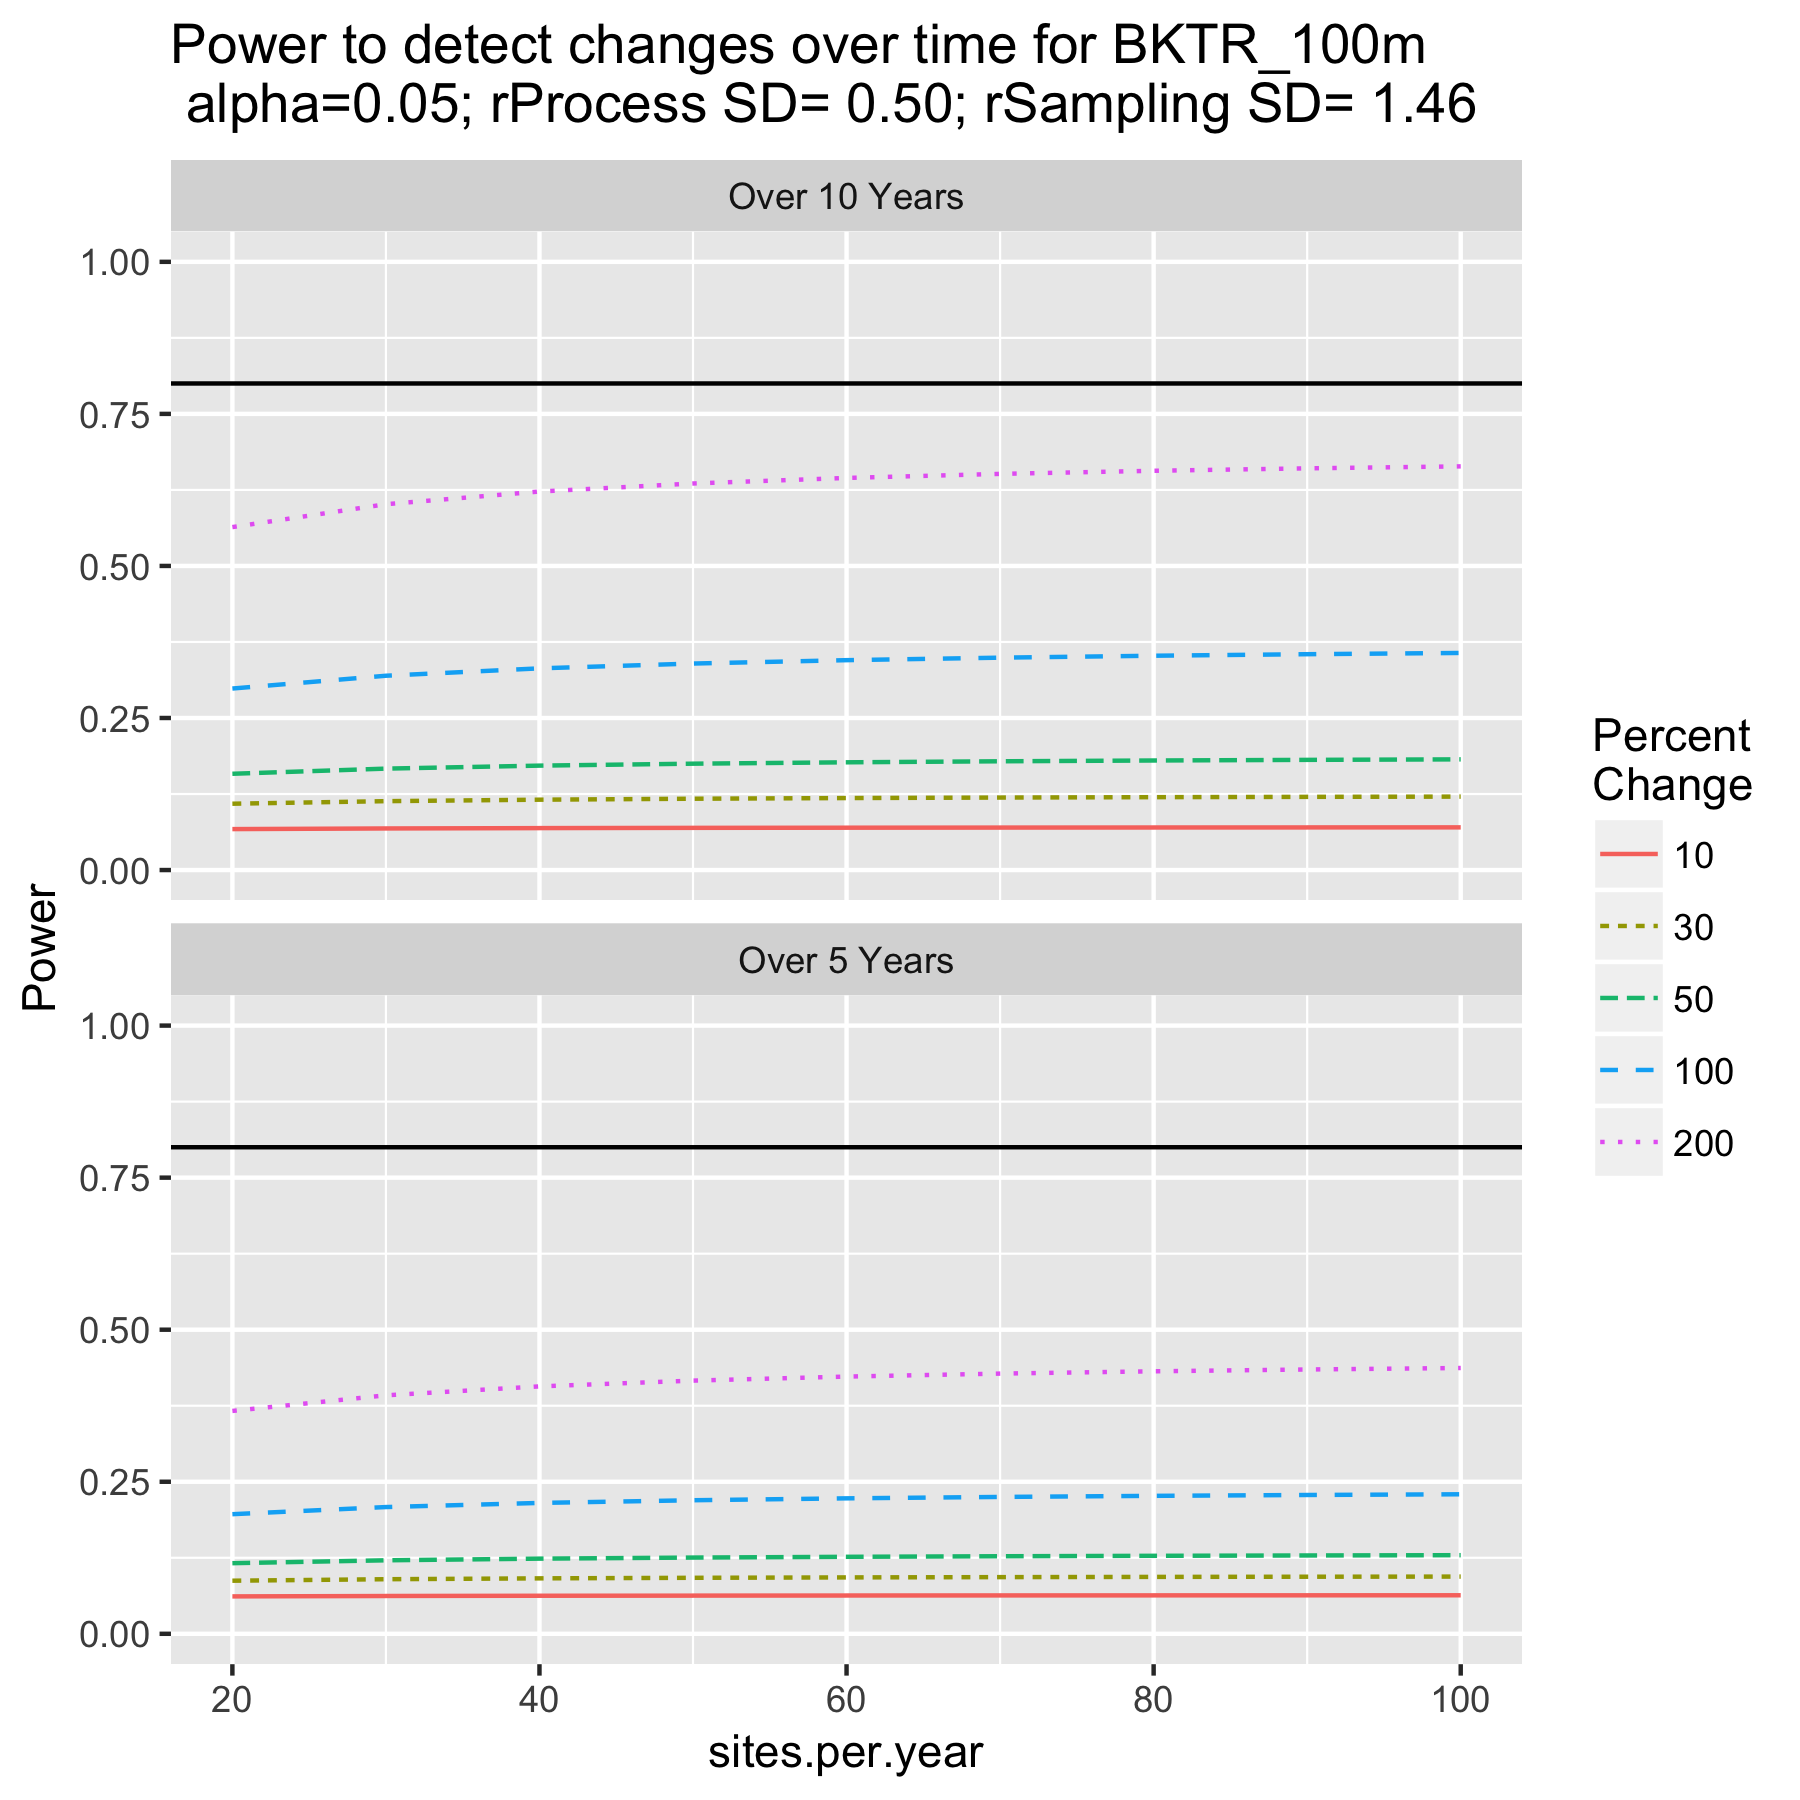 Power to detect changes over time for BKTR_100m
alpha=0.05; rProcess SD= 0.50; rSampling SD= 1.46
Over 10 Years
1.00
0.75
0.50
0.25
0.00
Over 5 Years
1.00
0.75
0.50
0.25
0.00
Power
20 40 60 80 100
sites.per.year
Percent
Change
10
30
50
100
200